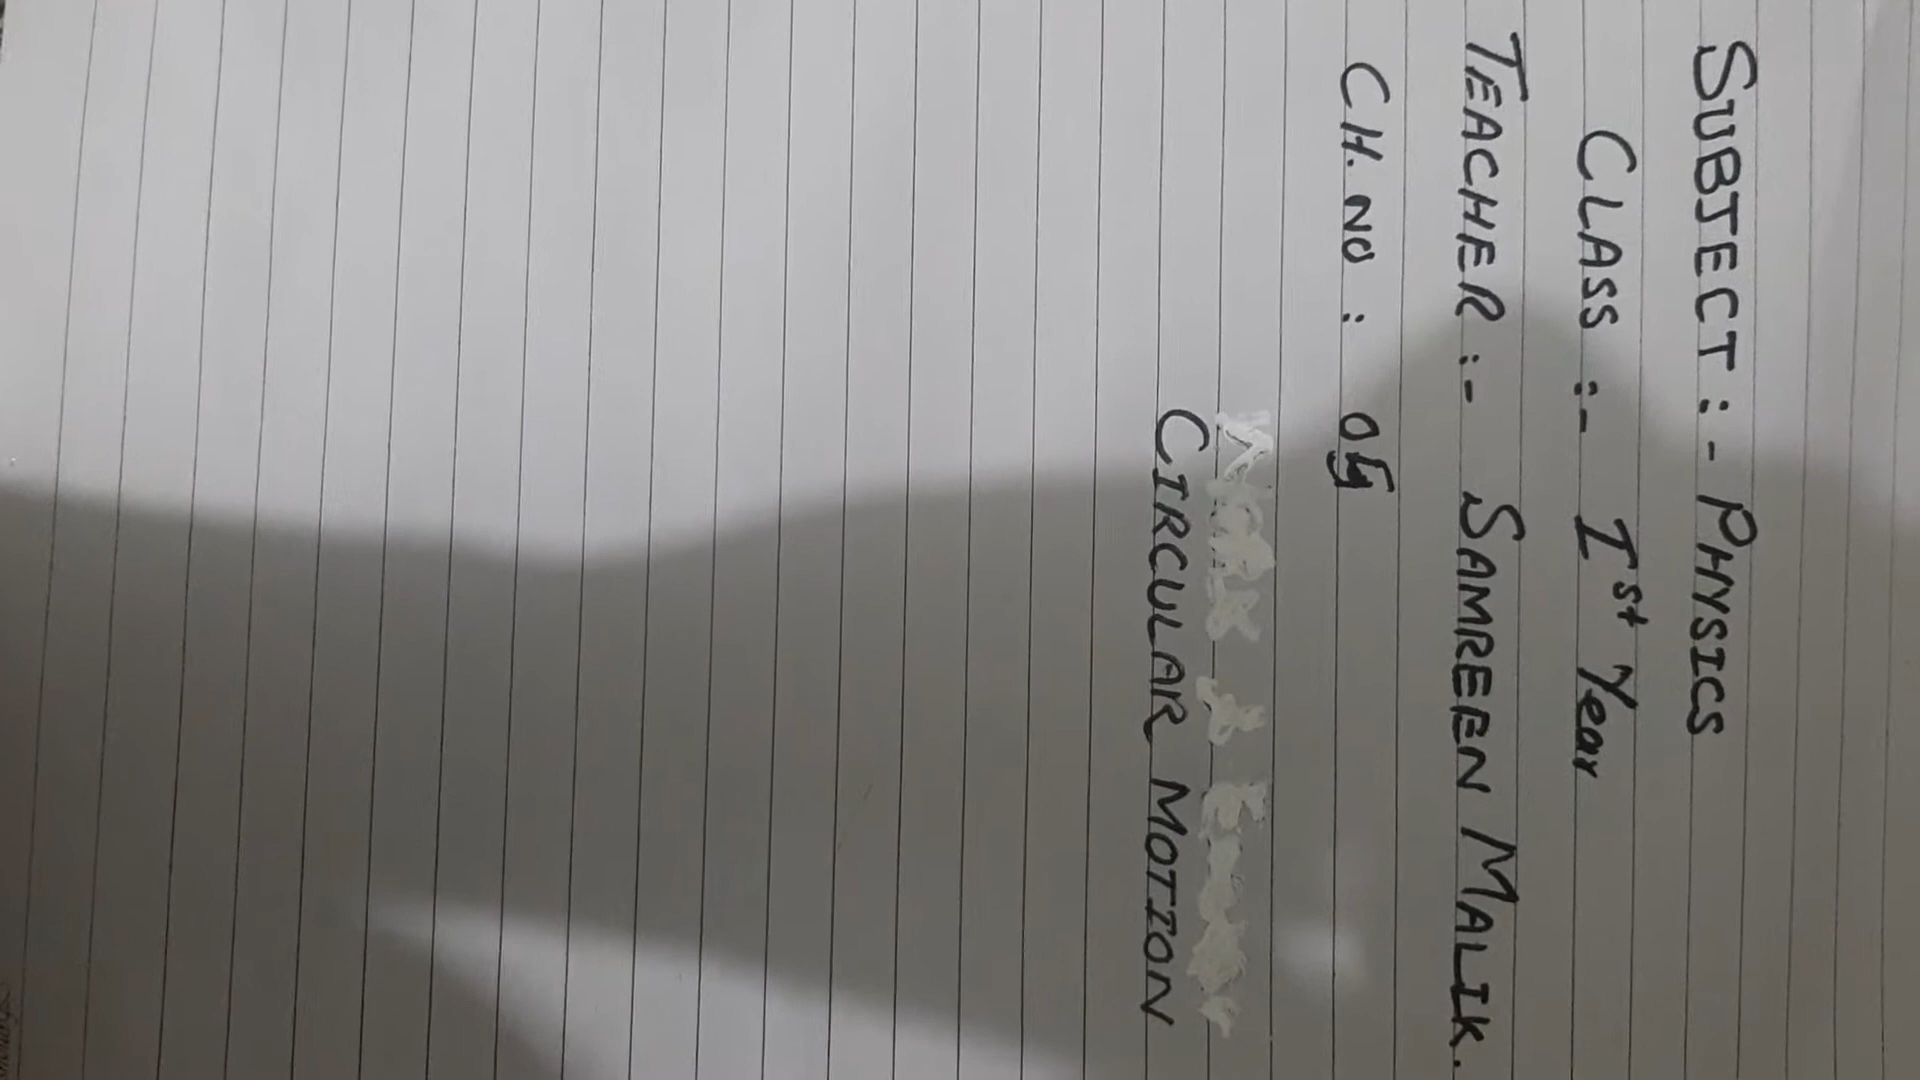 SUBJECT :- PHYSICS
CLASS :- Ist Year
TEACHER :- SAMREEN MALIK.
CH. NO : 05
CIRCULAR MOTION